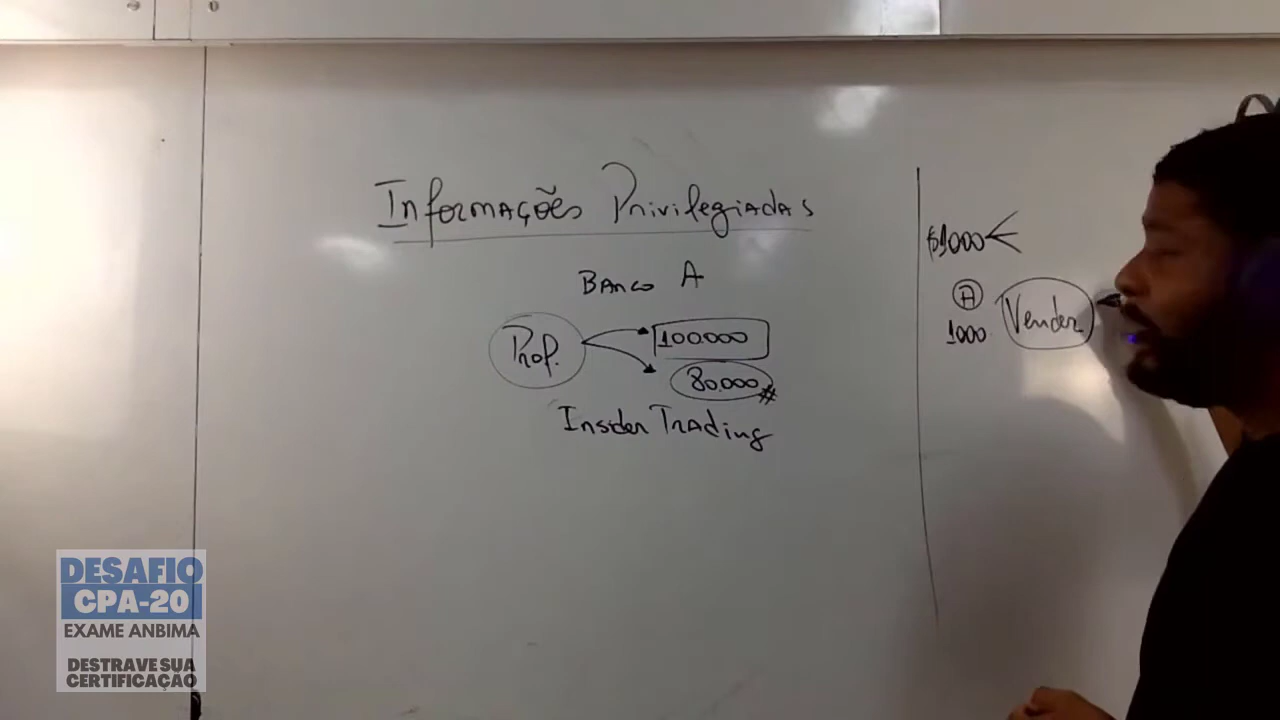 Informações Privilegiadas
Banco A
Prof.
100.000
80.000
Insider Trading
$1000
A
1000
Vender
DESAFIO
CPA-20
EXAME ANBIMA
DESTRAVE SUA
CERTIFICAÇÃO